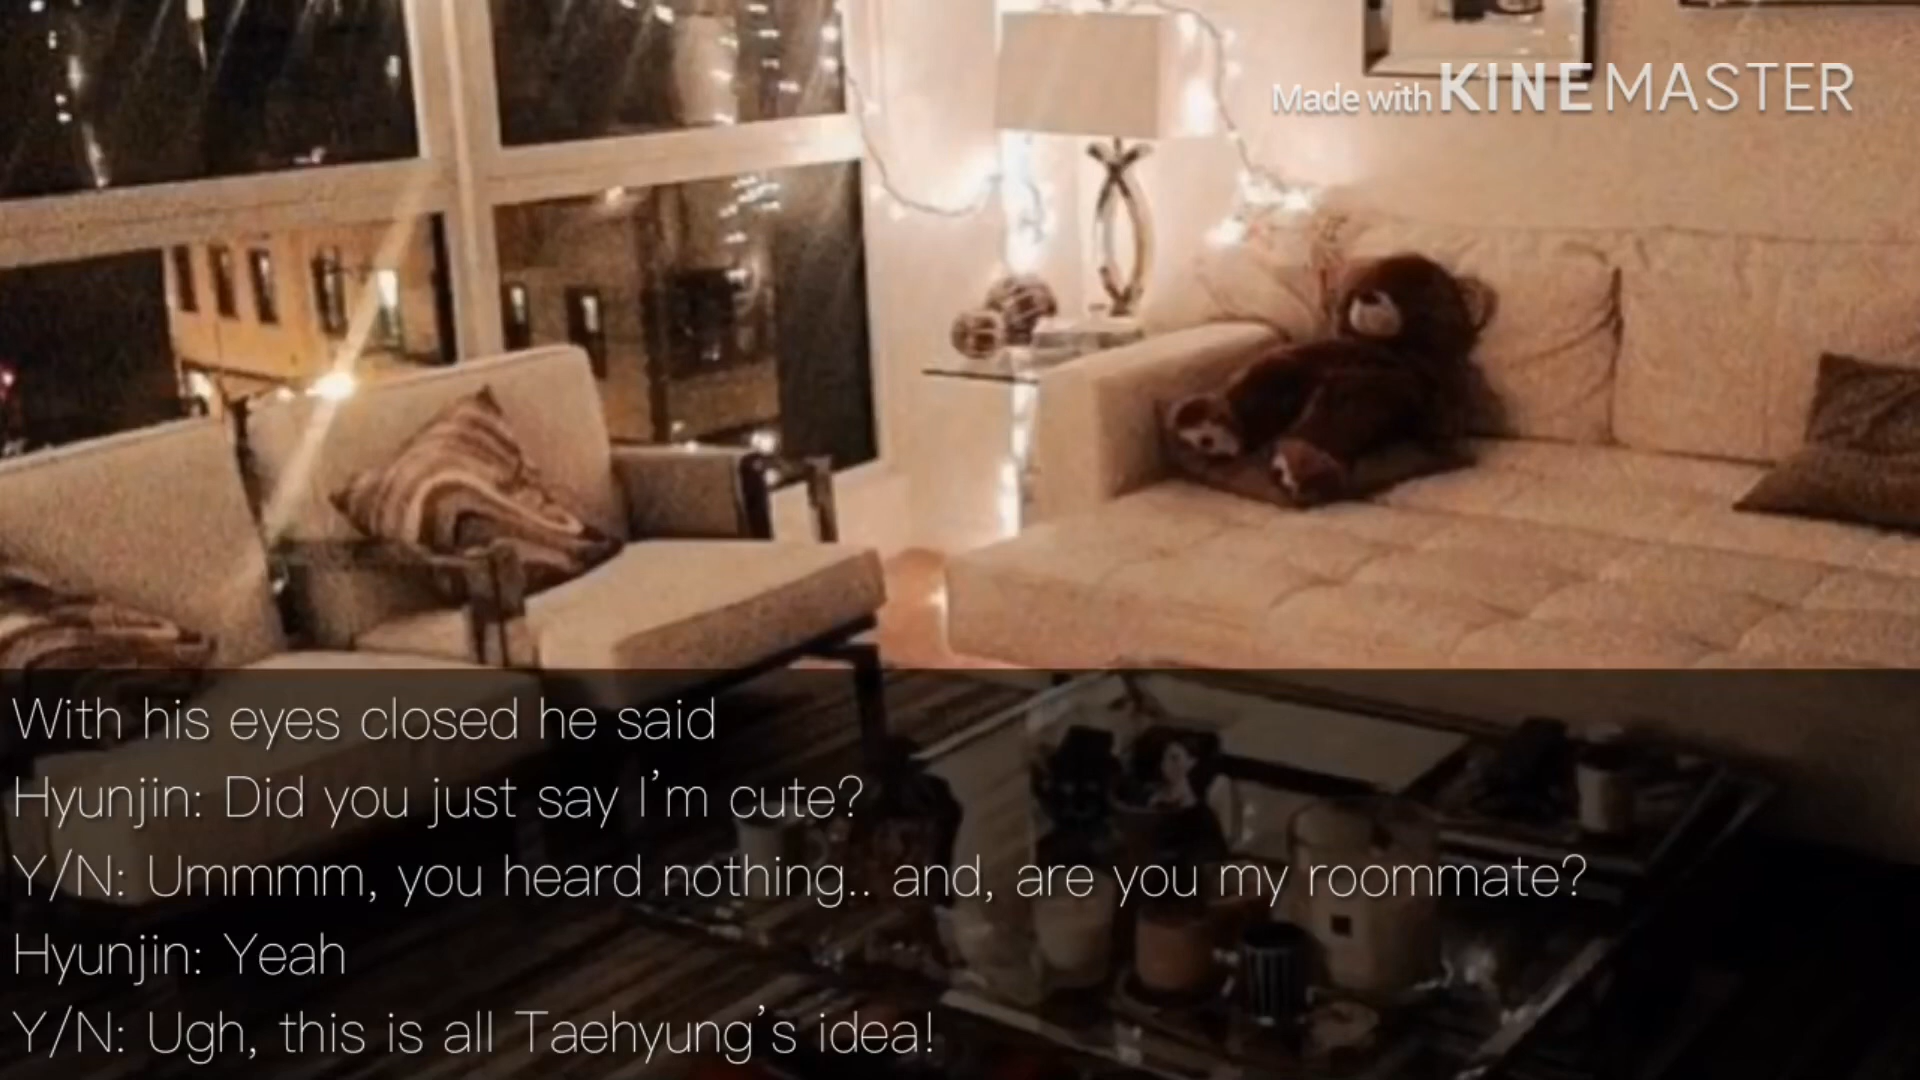 Made with KINEMASTER
With his eyes closed he said
Hyunjin: Did you just say I'm cute?
Y/N: Ummmm, you heard nothing.. and, are you my roommate?
Hyunjin: Yeah
Y/N: Ugh, this is all Taehyung's idea!